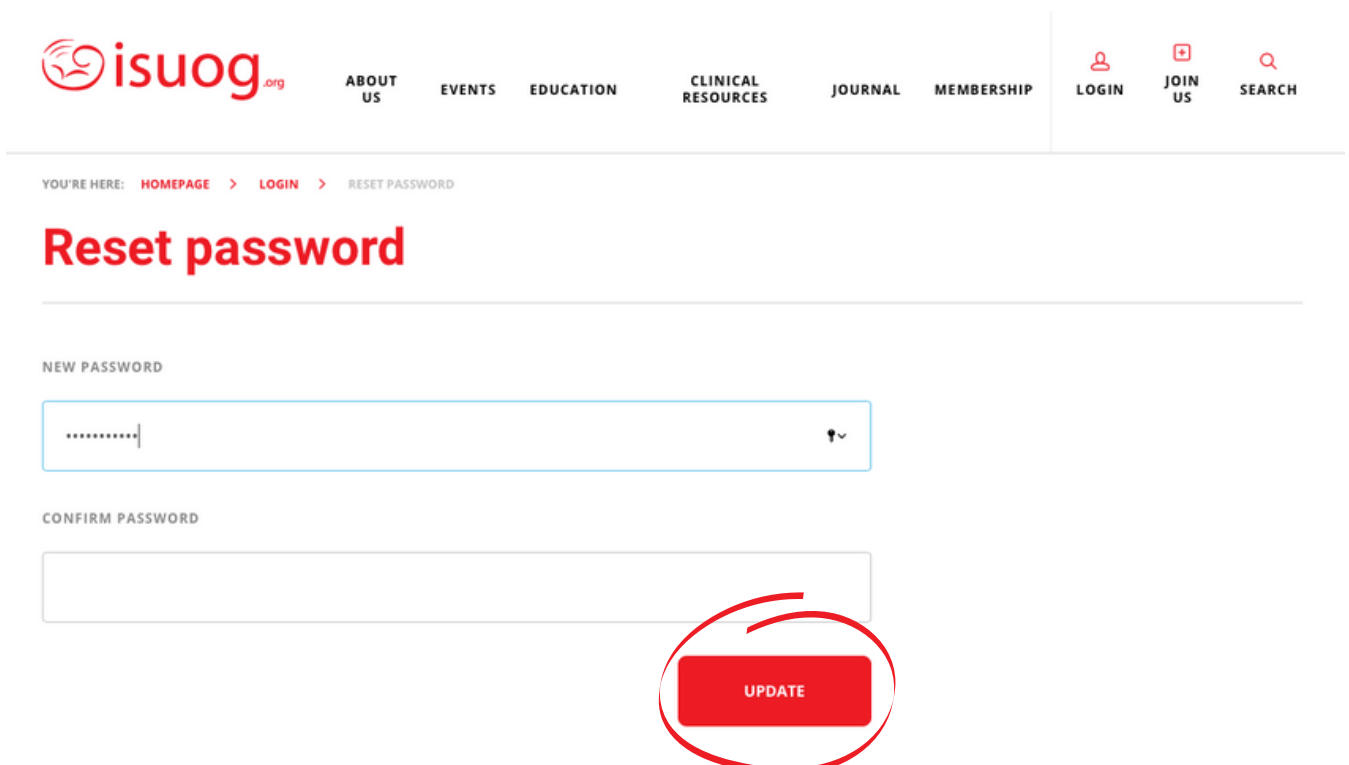 isuog.org
ABOUT US
EVENTS
EDUCATION
CLINICAL RESOURCES
JOURNAL
MEMBERSHIP
LOGIN
JOIN US
SEARCH
YOU'RE HERE: HOMEPAGE > LOGIN > RESET PASSWORD
Reset password
NEW PASSWORD
•••••••••••
CONFIRM PASSWORD
UPDATE